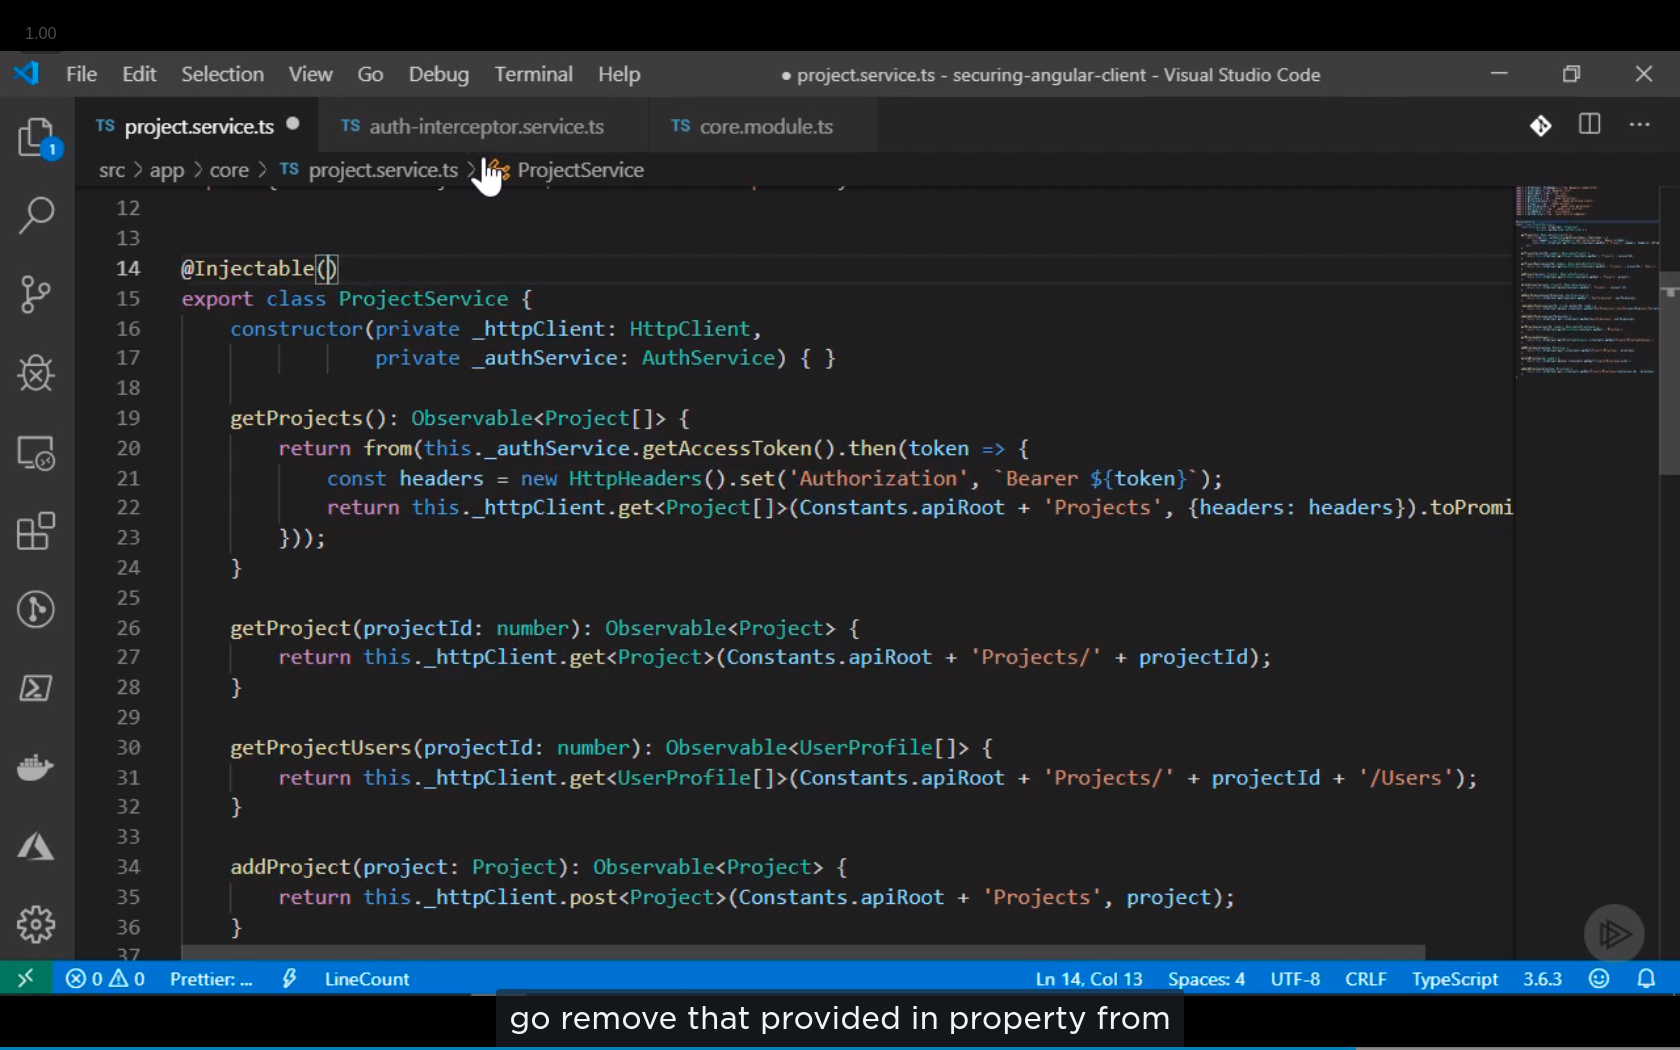 1.00
File Edit Selection View Go Debug Terminal Help ● project.service.ts - securing-angular-client - Visual Studio Code
TS project.service.ts ● TS auth-interceptor.service.ts TS core.module.ts
1
src > app > core > TS project.service.ts > ProjectService
12
13
14 @Injectable()
15 export class ProjectService {
16 constructor(private _httpClient: HttpClient,
17 private _authService: AuthService) { }
18
19 getProjects(): Observable<Project[]> {
20 return from(this._authService.getAccessToken().then(token => {
21 const headers = new HttpHeaders().set('Authorization', `Bearer ${token}`);
22 return this._httpClient.get<Project[]>(Constants.apiRoot + 'Projects', {headers: headers}).toPromi
23 }));
24 }
25
26 getProject(projectId: number): Observable<Project> {
27 return this._httpClient.get<Project>(Constants.apiRoot + 'Projects/' + projectId);
28 }
29
30 getProjectUsers(projectId: number): Observable<UserProfile[]> {
31 return this._httpClient.get<UserProfile[]>(Constants.apiRoot + 'Projects/' + projectId + '/Users');
32 }
33
34 addProject(project: Project): Observable<Project> {
35 return this._httpClient.post<Project>(Constants.apiRoot + 'Projects', project);
36 }
37
0 0 Prettier: ... LineCount Ln 14, Col 13 Spaces: 4 UTF-8 CRLF TypeScript 3.6.3
go remove that provided in property from